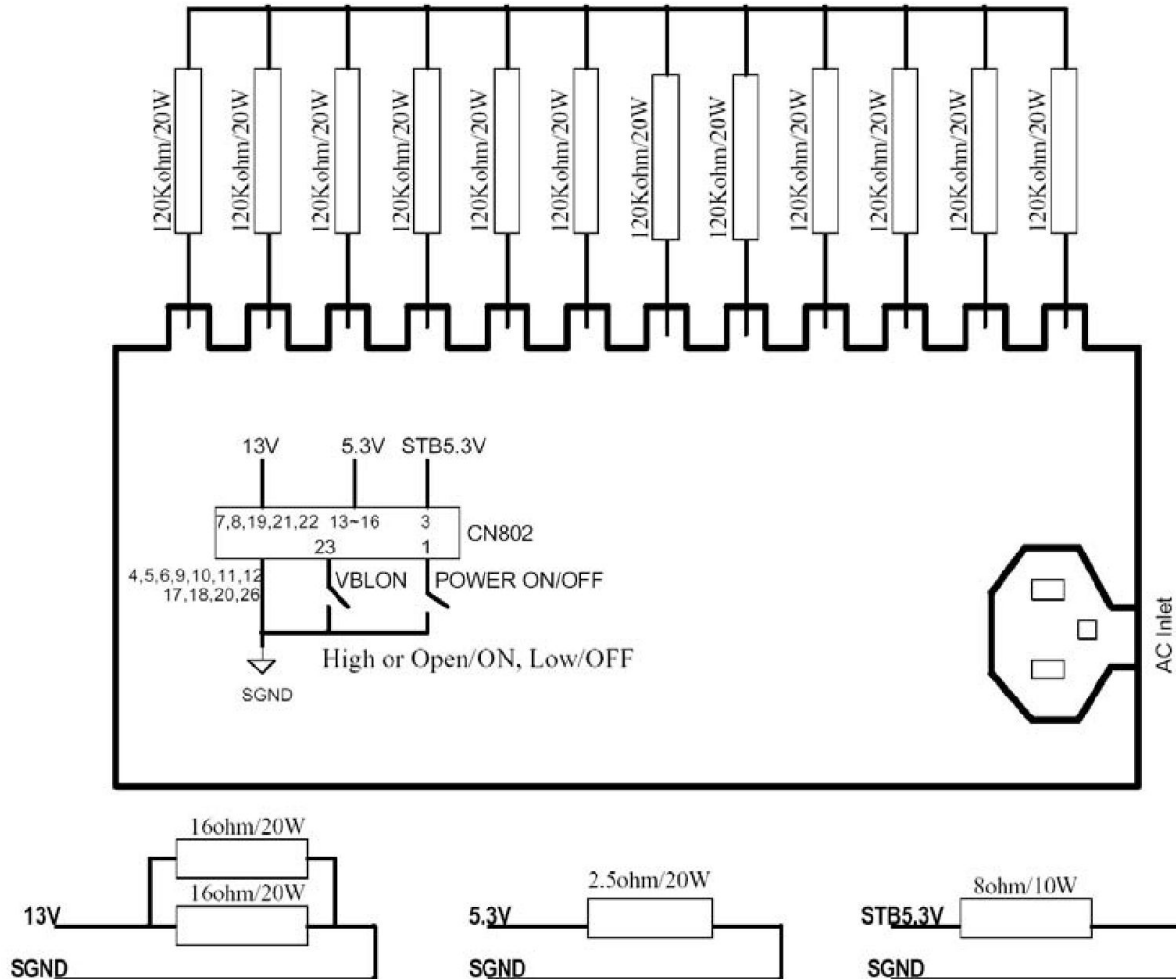 120Kohm/20W
120Kohm/20W
120Kohm/20W
120Kohm/20W
120Kohm/20W
120Kohm/20W
120Kohm/20W
120Kohm/20W
120Kohm/20W
120Kohm/20W
120Kohm/20W
120Kohm/20W
13V 5.3V STB5.3V
7,8,19,21,22 13~16 3
CN802
23 1
4,5,6,9,10,11,12
17,18,20,26
VBLON POWER ON/OFF
High or Open/ON, Low/OFF
SGND
AC Inlet
16ohm/20W
16ohm/20W
13V
SGND
2.5ohm/20W
5.3V
SGND
8ohm/10W
STB5.3V
SGND